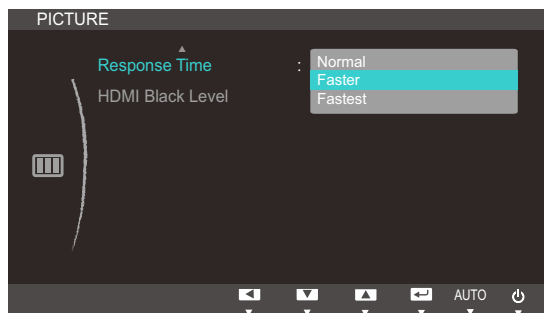 PICTURE
Response Time : Normal
Faster
HDMI Black Level Fastest
AUTO